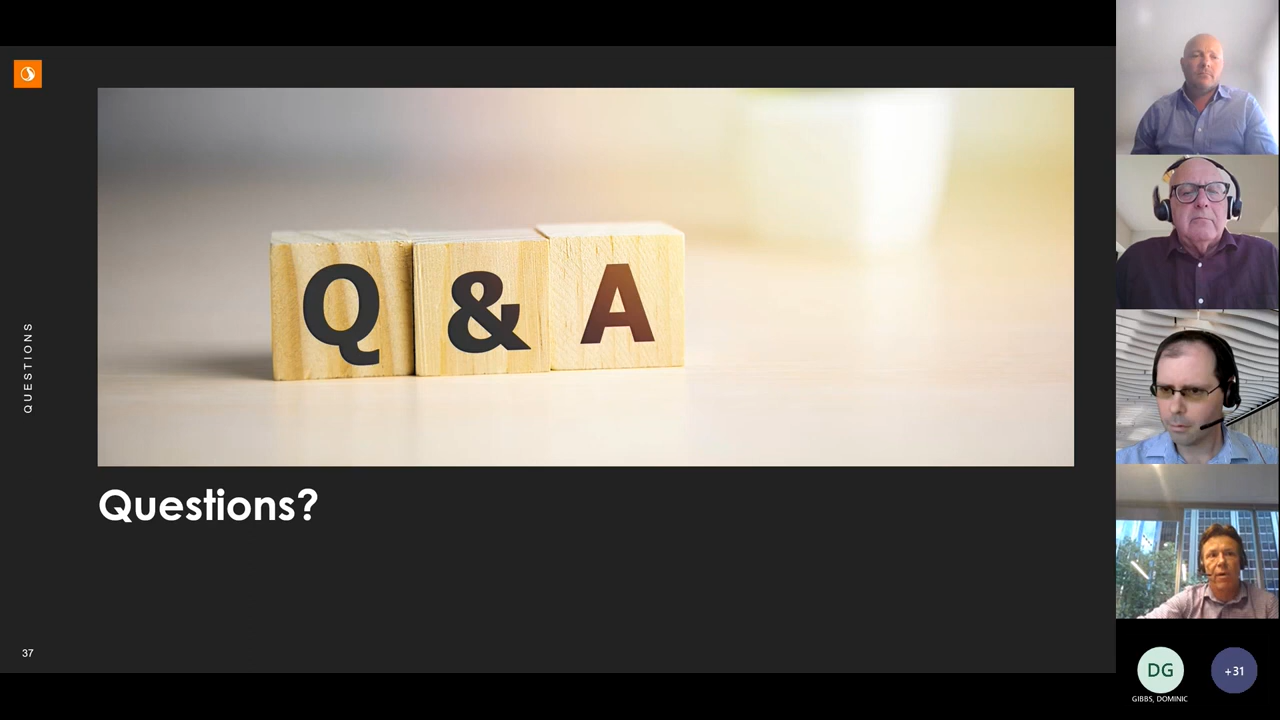 QUESTIONS
Q & A
Questions?
37
DG
+31
GIBBS, DOMINIC